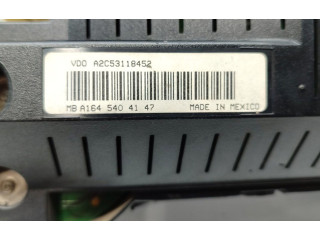 VDO A2C53118452
MB A164 540 41 47 MADE IN MEXICO